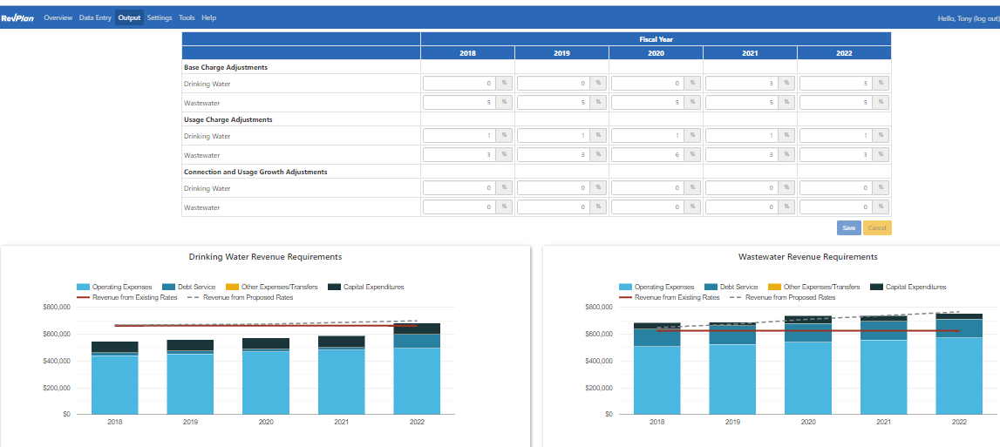 RevPlan Overview Data Entry Output Settings Tools Help Hello, Tony (log out)
Fiscal Year
2018 2019 2020 2021 2022
Base Charge Adjustments
Drinking Water 0 % 0 % 0 % 3 % 3 %
Wastewater 5 % 5 % 5 % 5 % 5 %
Usage Charge Adjustments
Drinking Water 1 % 1 % 1 % 1 % 1 %
Wastewater 3 % 3 % 6 % 3 % 3 %
Connection and Usage Growth Adjustments
Drinking Water 0 % 0 % 0 % 0 % 0 %
Wastewater 0 % 0 % 0 % 0 % 0 %
Save Cancel
Drinking Water Revenue Requirements
Operating Expenses Debt Service Other Expenses/Transfers Capital Expenditures
Revenue from Existing Rates Revenue from Proposed Rates
$800,000
$600,000
$400,000
$200,000
$0
2018 2019 2020 2021 2022
Wastewater Revenue Requirements
Operating Expenses Debt Service Other Expenses/Transfers Capital Expenditures
Revenue from Existing Rates Revenue from Proposed Rates
$800,000
$600,000
$400,000
$200,000
$0
2018 2019 2020 2021 2022